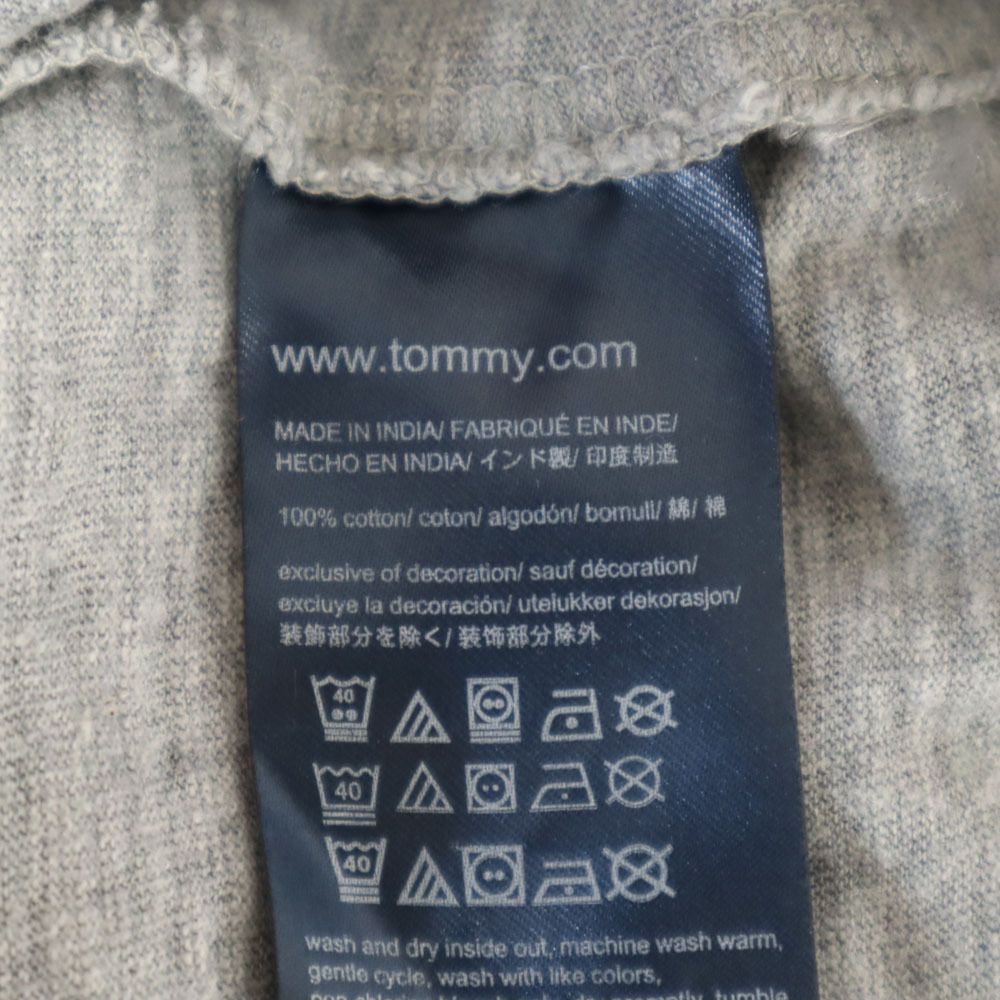 www.tommy.com
MADE IN INDIA/ FABRIQUÉ EN INDE/
HECHO EN INDIA/ インド製/ 印度制造
100% cotton/ coton/ algodón/ bomull/ 綿/ 棉
exclusive of decoration/ sauf décoration/
excluye la decoración/ utelukker dekorasjon/
装飾部分を除く/ 装饰部分除外
40
40
40
wash and dry inside out, machine wash warm,
gentle cycle, wash with like colors,
promptly, tumble